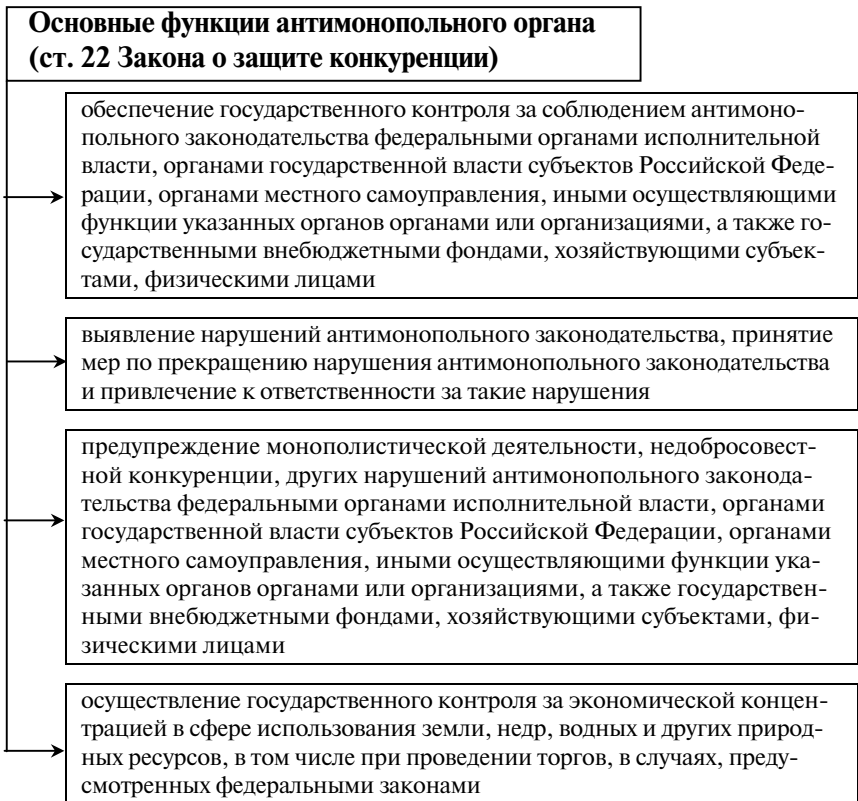 Основные функции антимонопольного органа
(ст. 22 Закона о защите конкуренции)
обеспечение государственного контроля за соблюдением антимоно-
польного законодательства федеральными органами исполнительной
власти, органами государственной власти субъектов Российской Феде-
рации, органами местного самоуправления, иными осуществляющими
функции указанных органов органами или организациями, а также го-
сударственными внебюджетными фондами, хозяйствующими субъек-
тами, физическими лицами
выявление нарушений антимонопольного законодательства, принятие
мер по прекращению нарушения антимонопольного законодательства
и привлечение к ответственности за такие нарушения
предупреждение монополистической деятельности, недобросовест-
ной конкуренции, других нарушений антимонопольного законода-
тельства федеральными органами исполнительной власти, органами
государственной власти субъектов Российской Федерации, органами
местного самоуправления, иными осуществляющими функции ука-
занных органов органами или организациями, а также государствен-
ными внебюджетными фондами, хозяйствующими субъектами, фи-
зическими лицами
осуществление государственного контроля за экономической концен-
трацией в сфере использования земли, недр, водных и других природ-
ных ресурсов, в том числе при проведении торгов, в случаях, преду-
смотренных федеральными законами